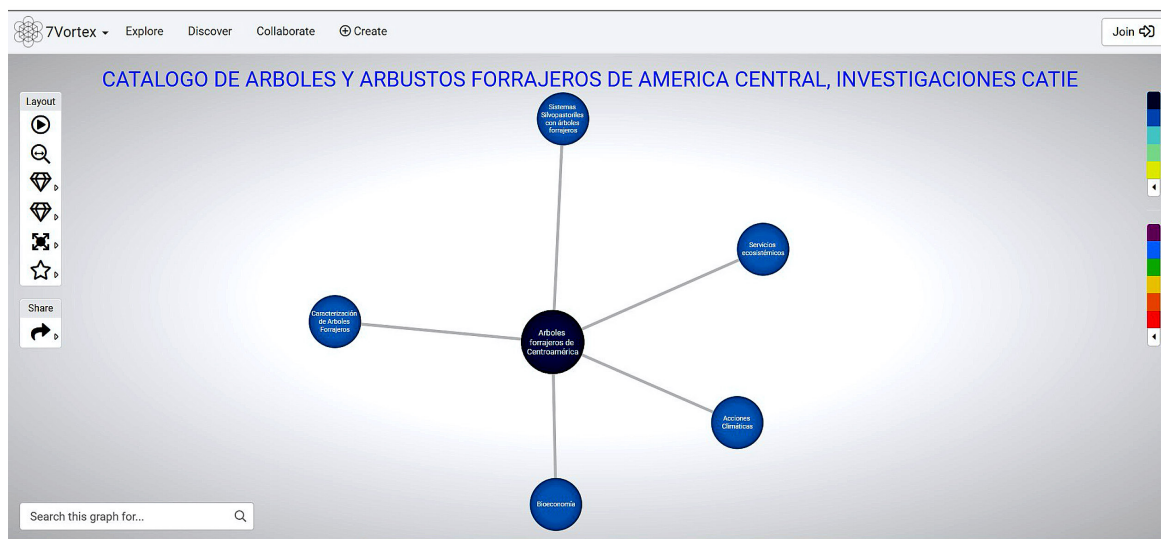 7Vortex Explore Discover Collaborate Create Join
CATALOGO DE ARBOLES Y ARBUSTOS FORRAJEROS DE AMERICA CENTRAL, INVESTIGACIONES CATIE
Layout
Sistemas
Silvopastoriles
con árboles
forrajeros
Servicios
ecosistémicos
Share
Caracterización
de Arboles
Forrajeros
Arboles
forrajeros de
Centroamérica
Acciones
Climáticas
Bioeconomía
Search this graph for...